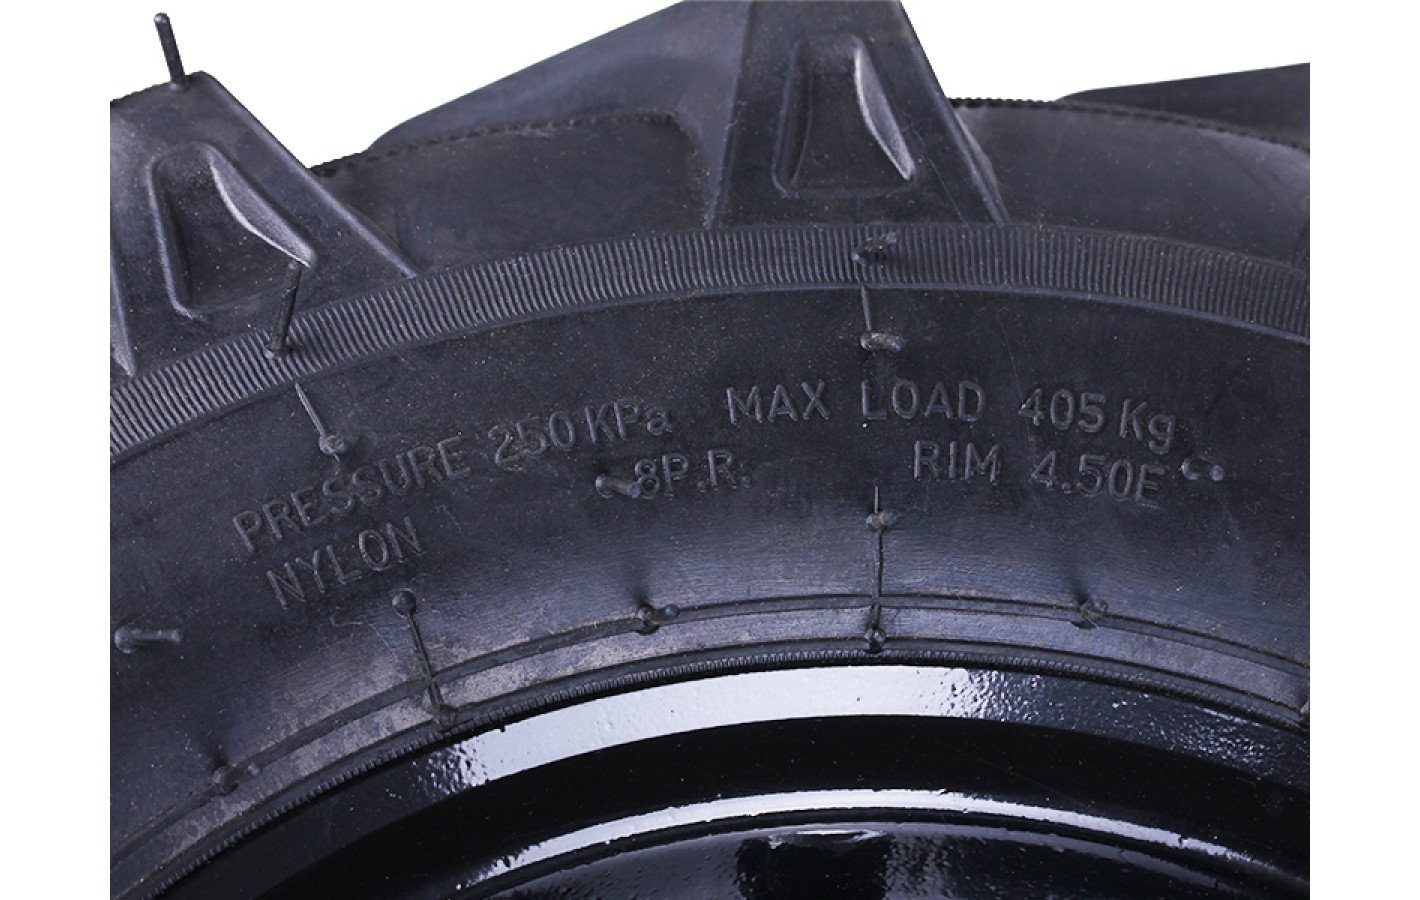 PRESSURE 250 KPa MAX LOAD 405 Kg
NYLON 8P.R. RIM 4.50E